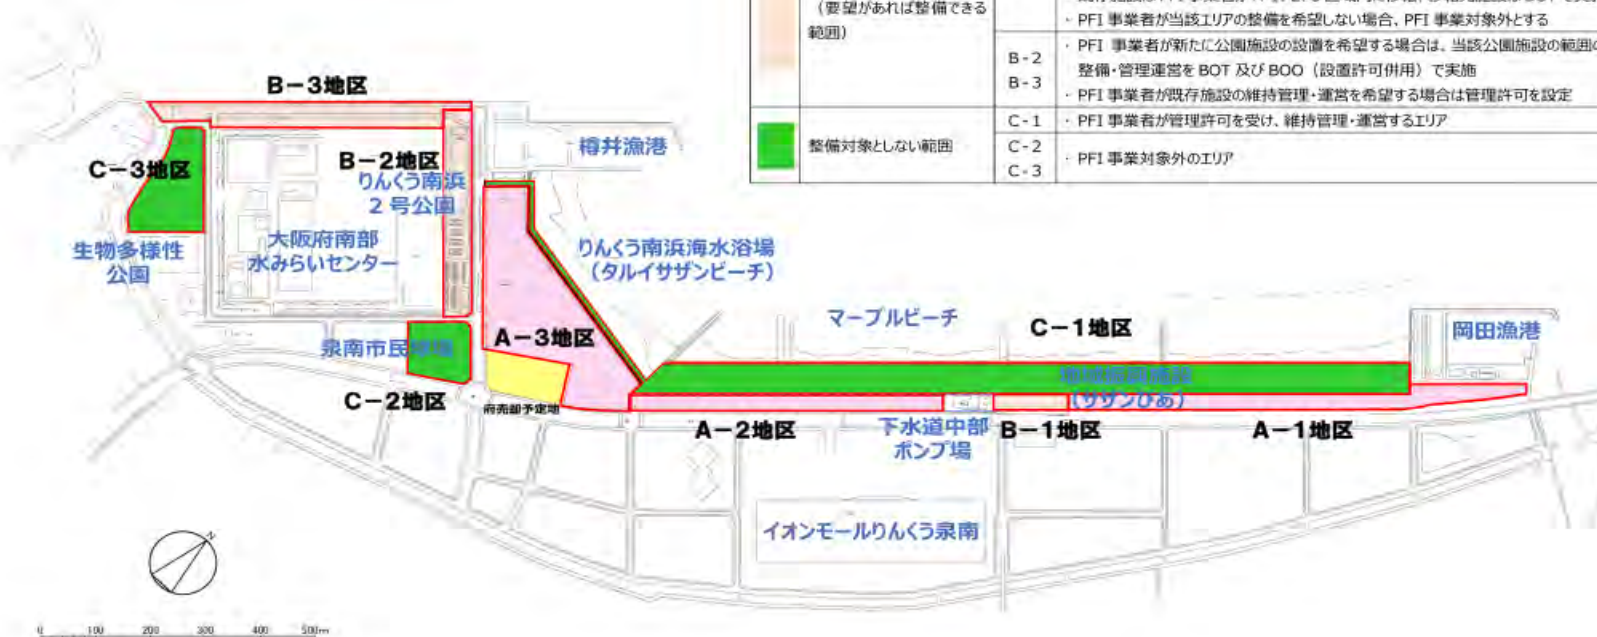 （要望があれば整備できる
範囲）
・ PFI 事業者が当該エリアの整備を希望しない場合、PFI 事業対象外とする
B-2
B-3
・ PFI 事業者が新たに公園施設の設置を希望する場合は、当該公園施設の範囲の
整備・管理運営を BOT 及び BOO（設置許可併用）で実施
・ PFI 事業者が既存施設の維持管理・運営を希望する場合は管理許可を設定
整備対象としない範囲
C-1
・ PFI 事業者が管理許可を受け、維持管理・運営するエリア
C-2
C-3
・ PFI 事業対象外のエリア
B－3地区
C－3地区
B－2地区
りんくう南浜
2 号公園
樽井漁港
生物多様性
公園
大阪府南部
水みらいセンター
りんくう南浜海水浴場
（タルイサザンビーチ）
泉南市民
A－3地区
マーブルビーチ
C－1地区
岡田漁港
C－2地区
府売却予定地
（サザンぴあ）
A－2地区
下水道中部
ポンプ場
B－1地区
A－1地区
イオンモールりんくう泉南
N
0 100 200 300 400 500m